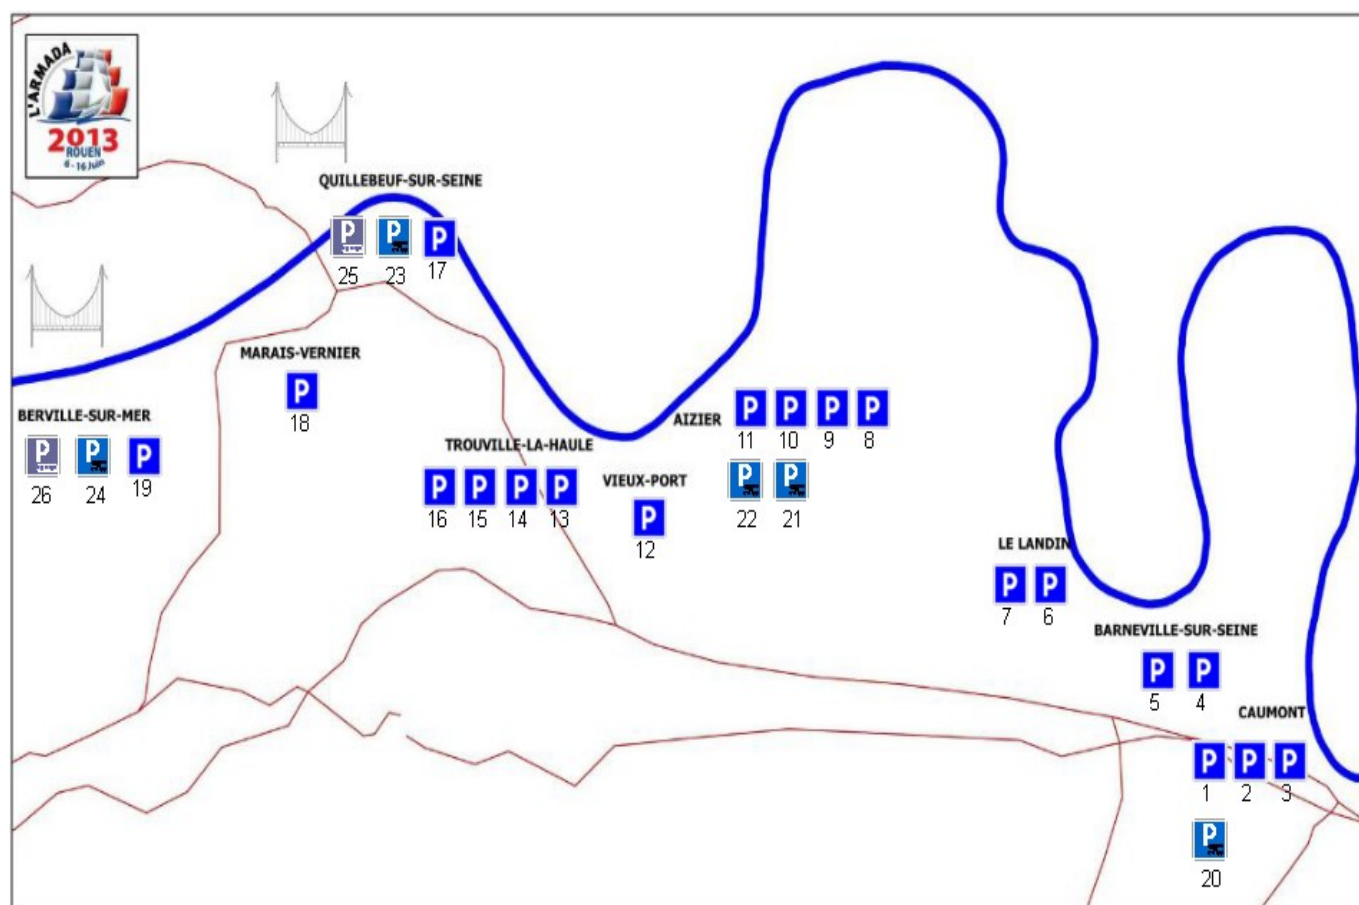 L'ARMADA
2013
ROUEN
6 - 16 Juin
QUILLEBEUF-SUR-SEINE
P P P
25 23 17
MARAIS-VERNIER
P
18
BERVILLE-SUR-MER
P P P
26 24 19
AIZIER
P P P P
11 10 9 8
P P
22 21
TROUVILLE-LA-HAULE
P P P P
16 15 14 13
VIEUX-PORT
P
12
LE LANDIN
P P
7 6
BARNEVILLE-SUR-SEINE
P P
5 4
CAUMONT
P P P
1 2 3
P
20